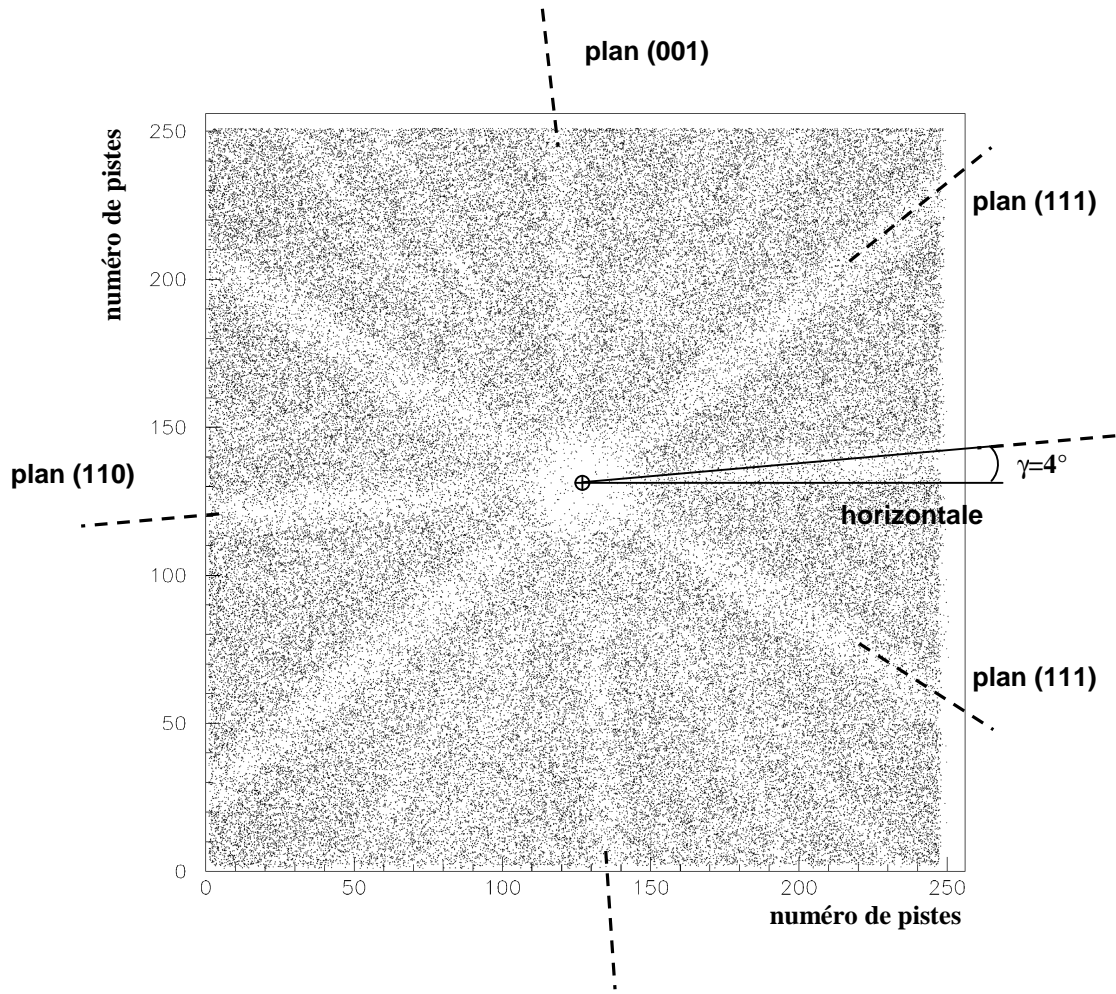 plan (001)
numéro de pistes
250
200
150
100
50
0
plan (111)
plan (110)
γ=4°
horizontale
plan (111)
0
50
100
150
200
250
numéro de pistes